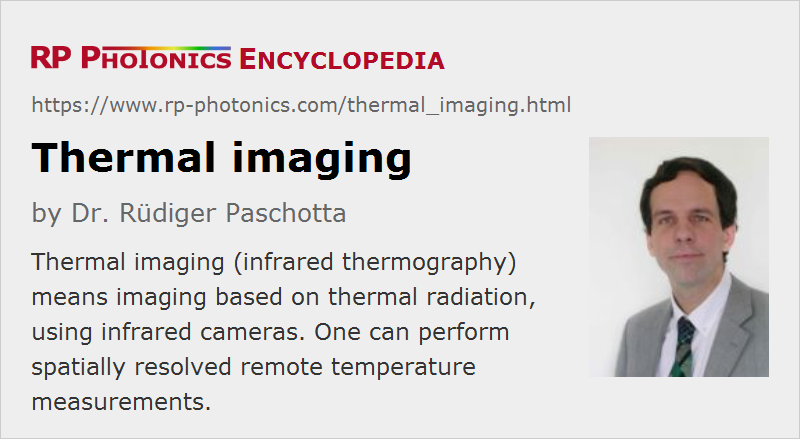 RP PHOTONICS ENCYCLOPEDIA
https://www.rp-photonics.com/thermal_imaging.html
Thermal imaging
by Dr. Rüdiger Paschotta
Thermal imaging (infrared thermography)
means imaging based on thermal radiation,
using infrared cameras. One can perform
spatially resolved remote temperature
measurements.